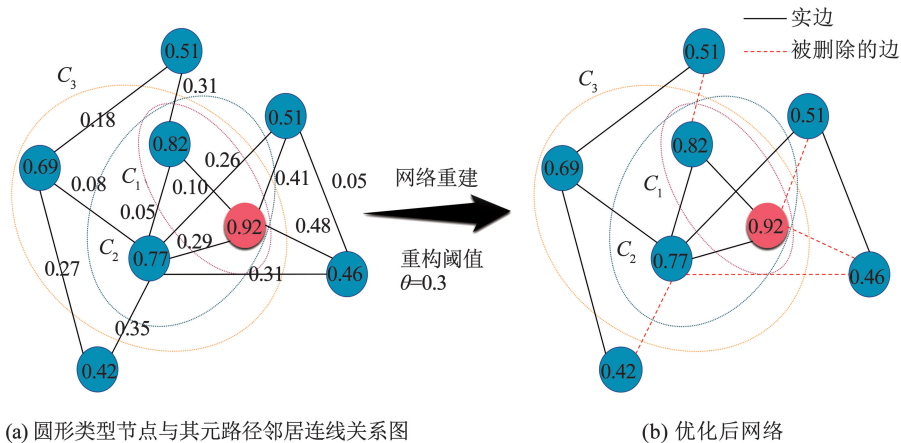 0.51
C3
0.31
0.18
0.51
0.82
0.26
0.69
C1
0.41
0.08
0.10
0.05
0.05
0.92
0.48
C2
0.29
0.77
0.27
0.31
0.46
0.35
0.42
网络重建
重构阈值
θ=0.3
实边
被删除的边
0.51
C3
0.51
0.82
0.69
C1
0.92
C2
0.77
0.46
0.42
(a) 圆形类型节点与其元路径邻居连线关系图
(b) 优化后网络